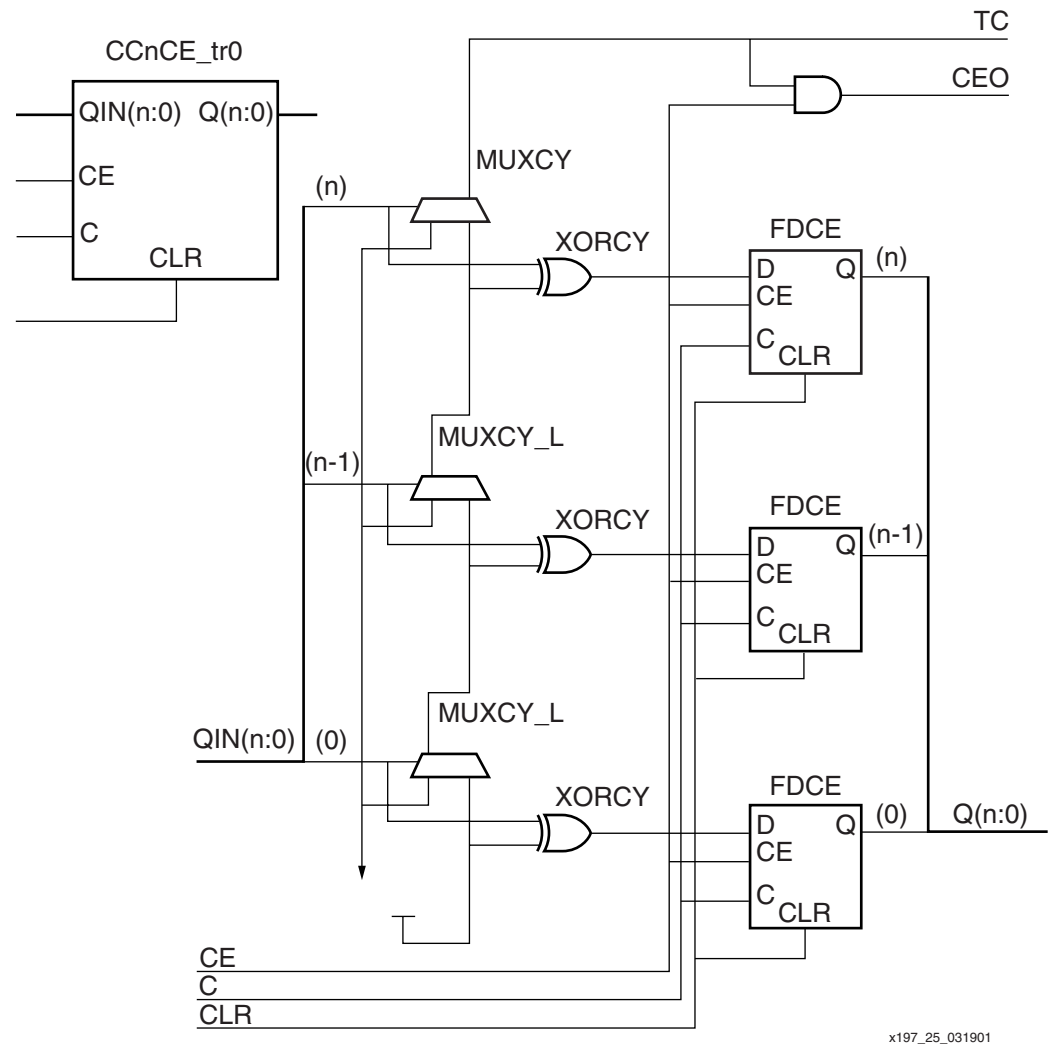 TC
CCnCE_tr0
CEO
QIN(n:0) Q(n:0)
CE
C
CLR
MUXCY
(n)
XORCY
FDCE
D Q
(n)
CE
C
CLR
MUXCY_L
(n-1)
XORCY
FDCE
D Q
(n-1)
CE
C
CLR
MUXCY_L
QIN(n:0) (0)
XORCY
FDCE
D Q
(0)
Q(n:0)
CE
C
CLR
CE
C
CLR
x197_25_031901